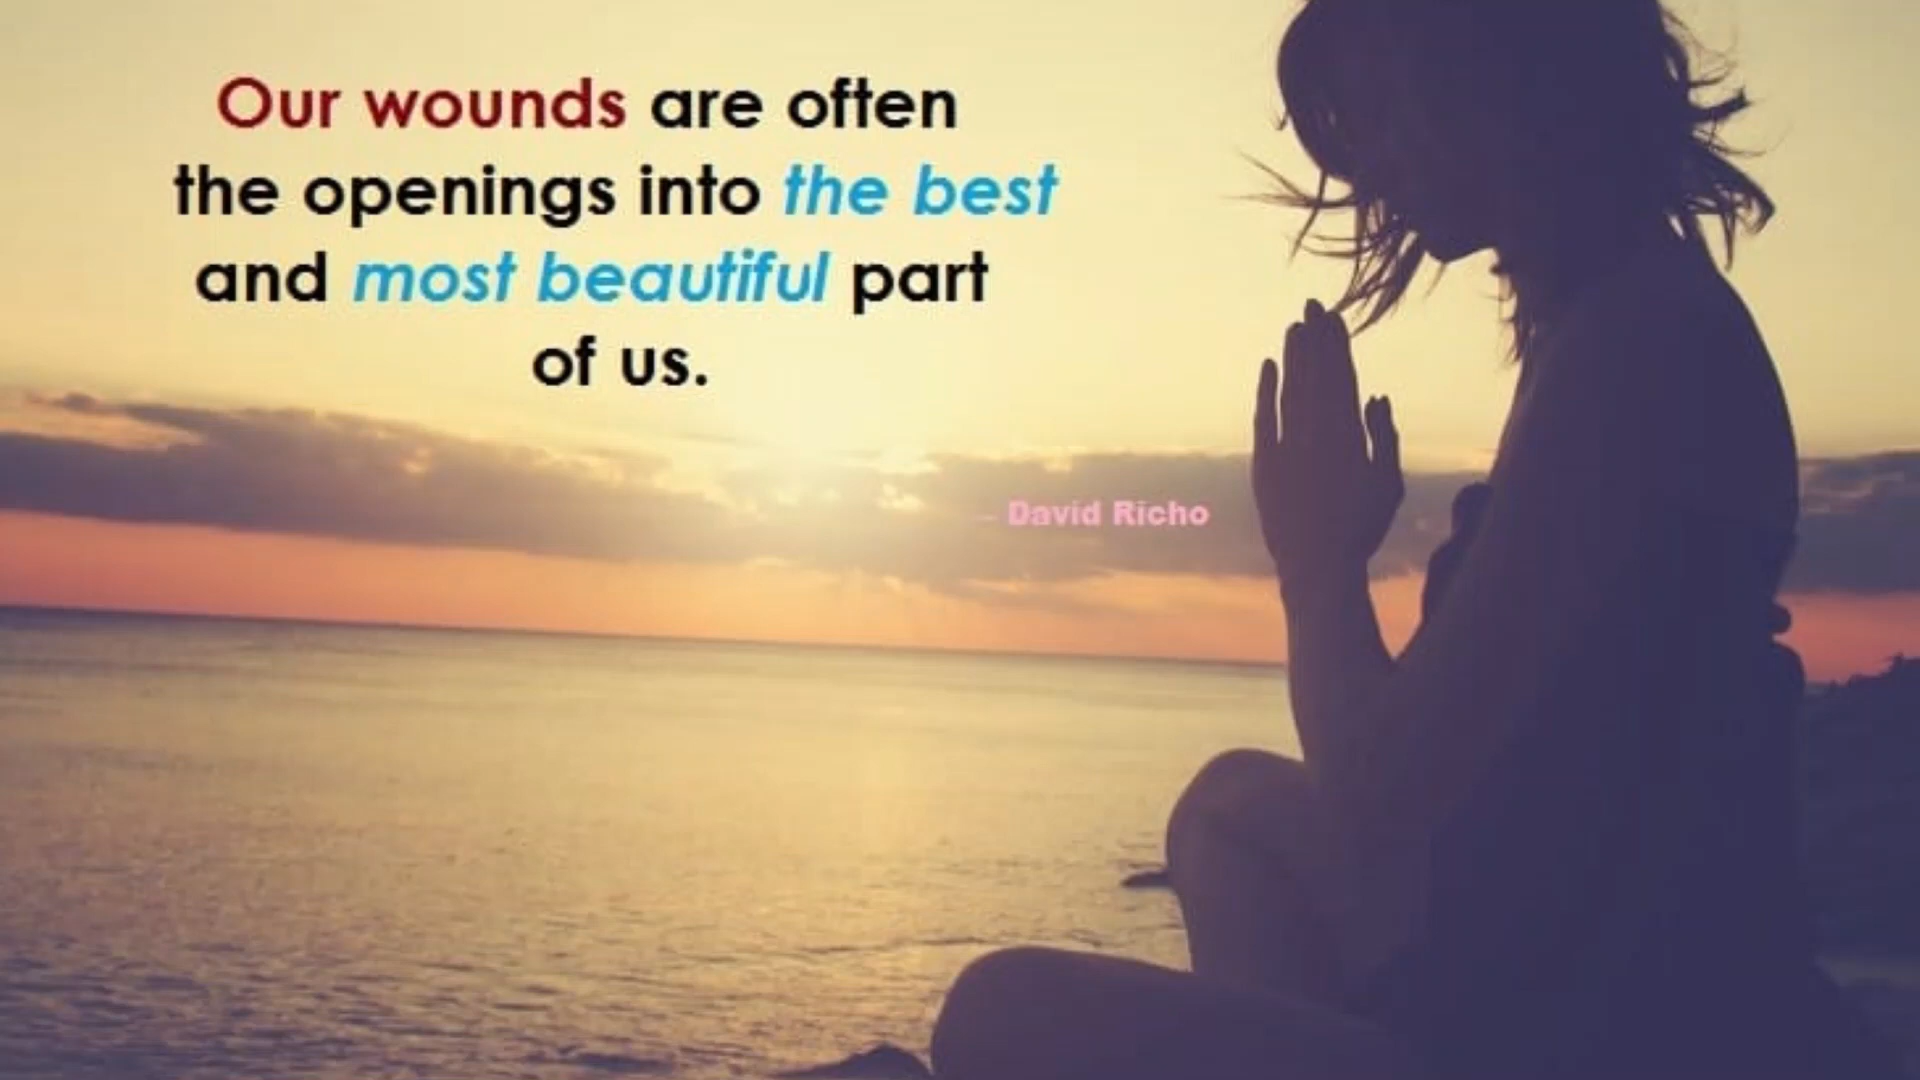 Our wounds are often
the openings into the best
and most beautiful part
of us.
– David Richo